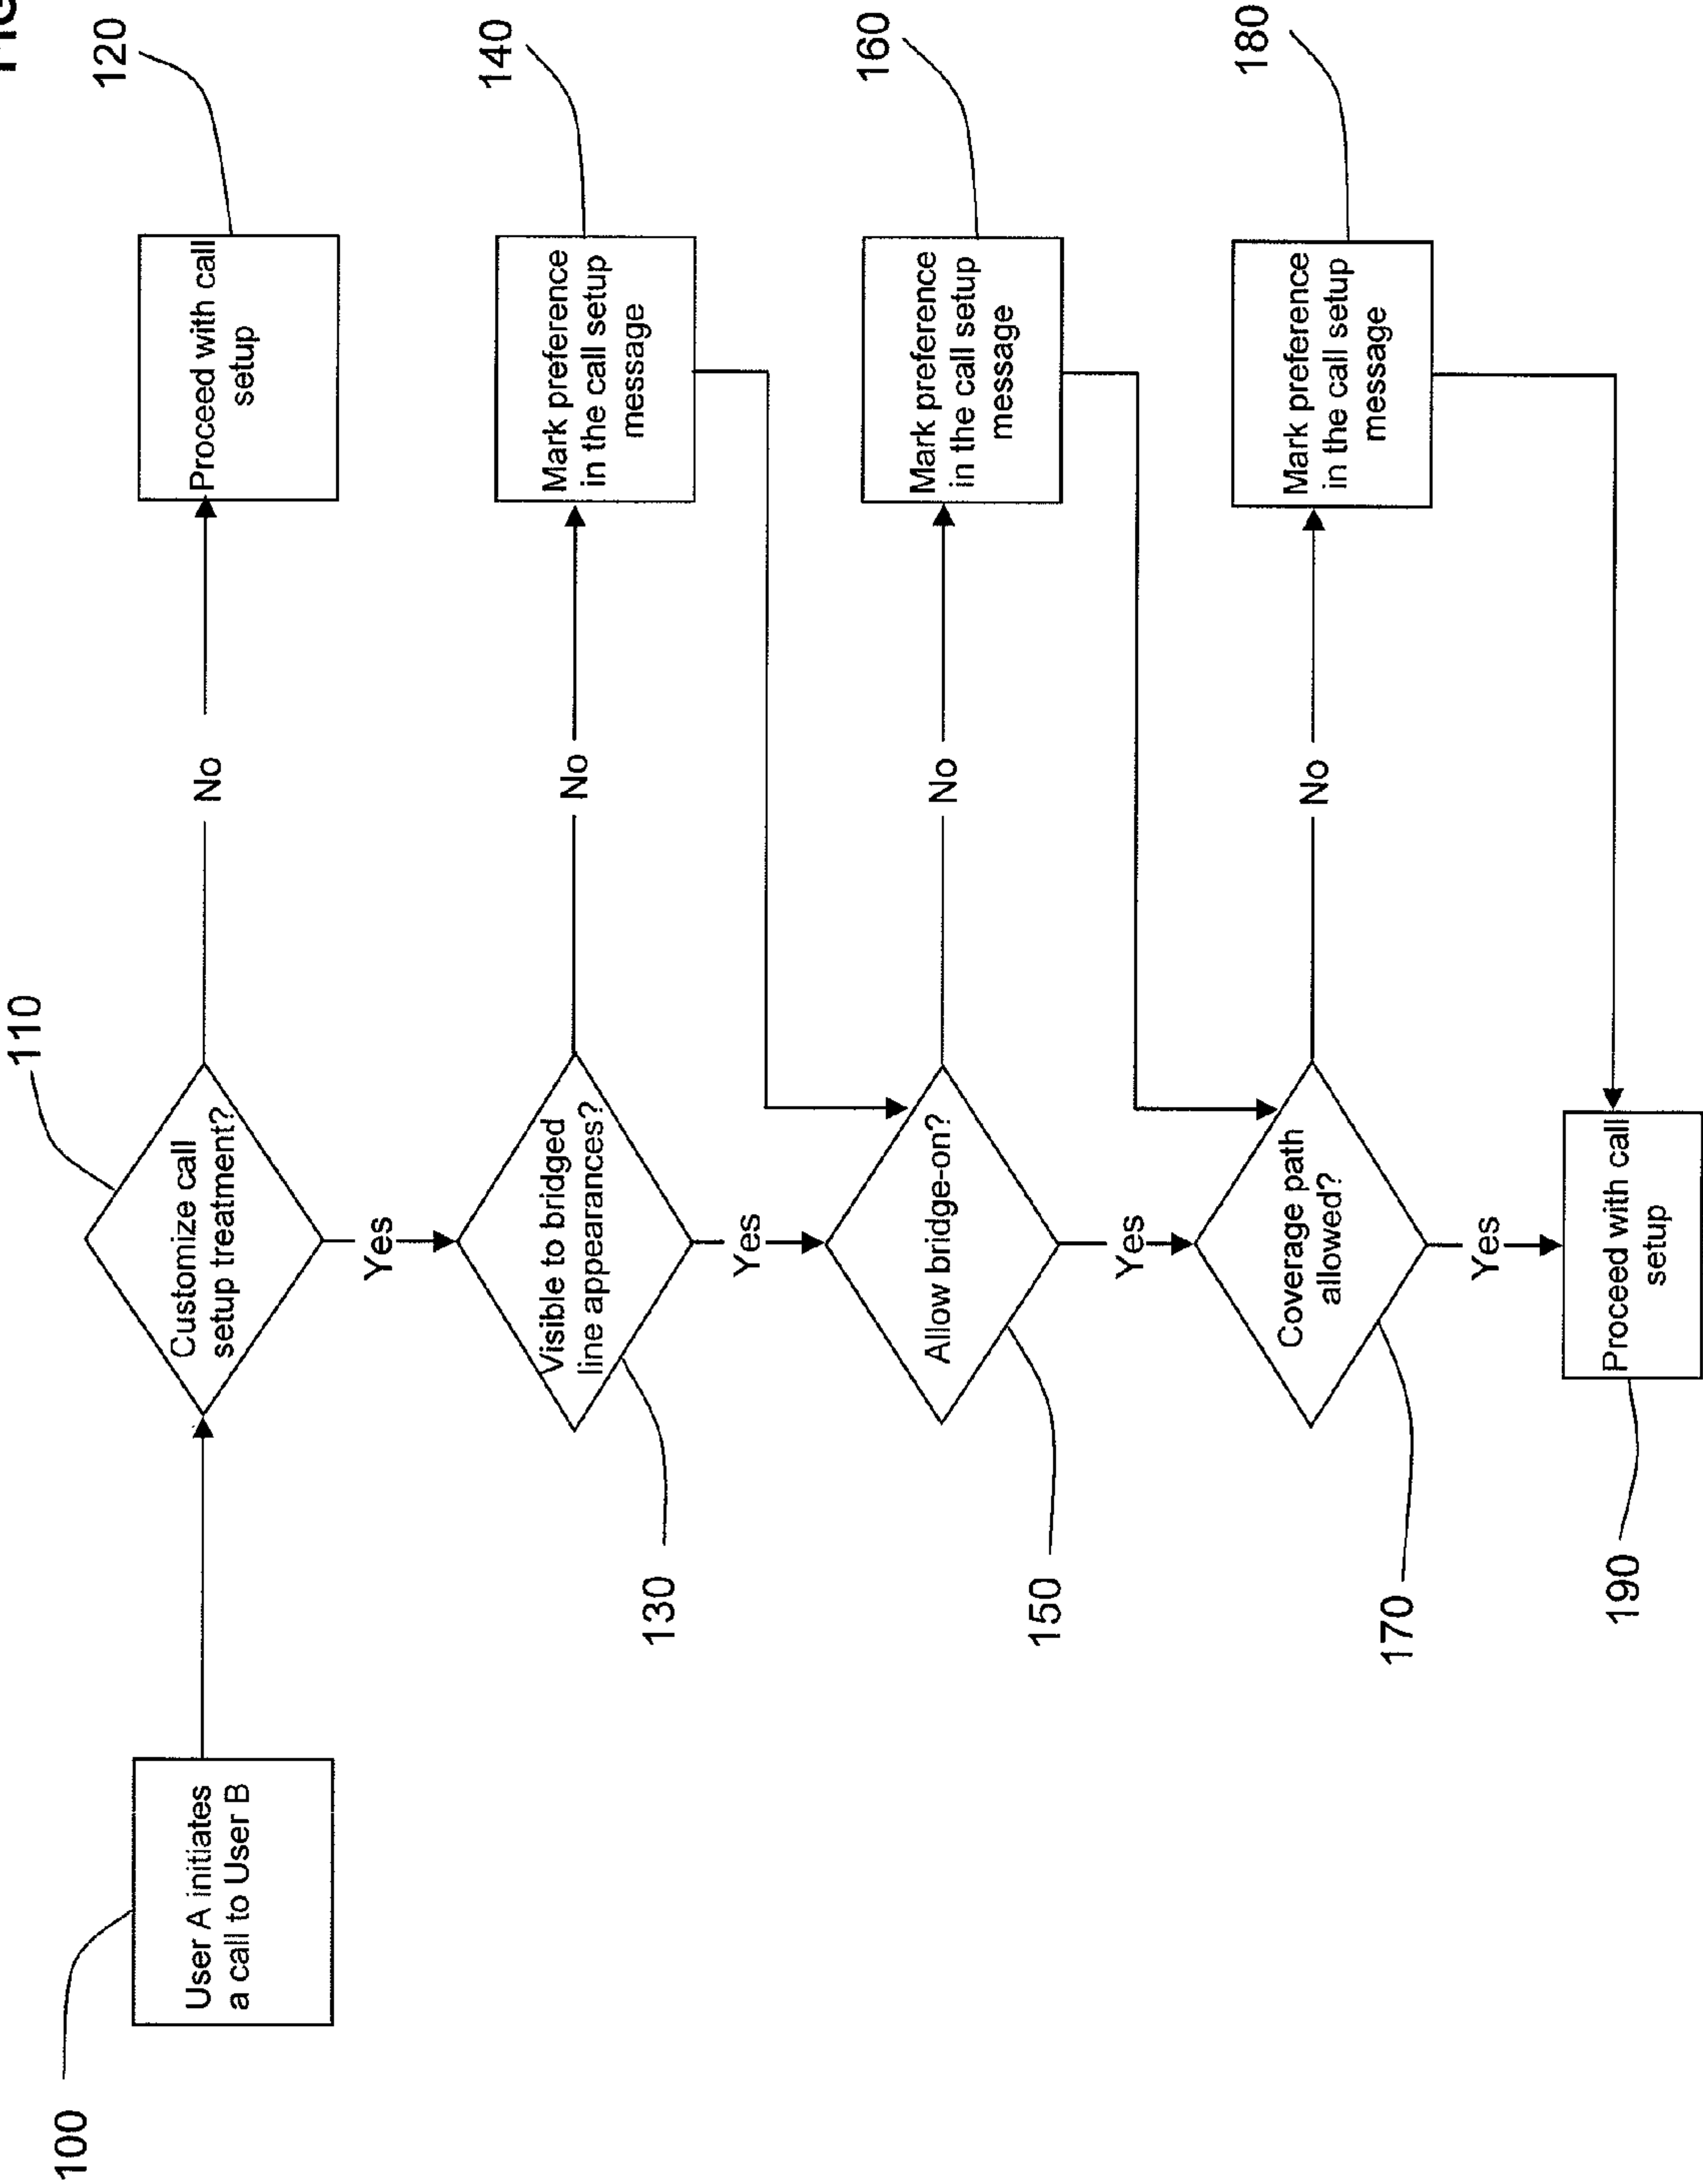 100
User A initiates
a call to User B
110
Customize call
setup treatment?
No
Proceed with call
setup
120
Yes
130
Visible to bridged
line appearances?
No
Mark preference
in the call setup
message
140
Yes
150
Allow bridge-on?
No
Mark preference
in the call setup
message
160
Yes
170
Coverage path
allowed?
No
Mark preference
in the call setup
message
180
Yes
190
Proceed with call
setup